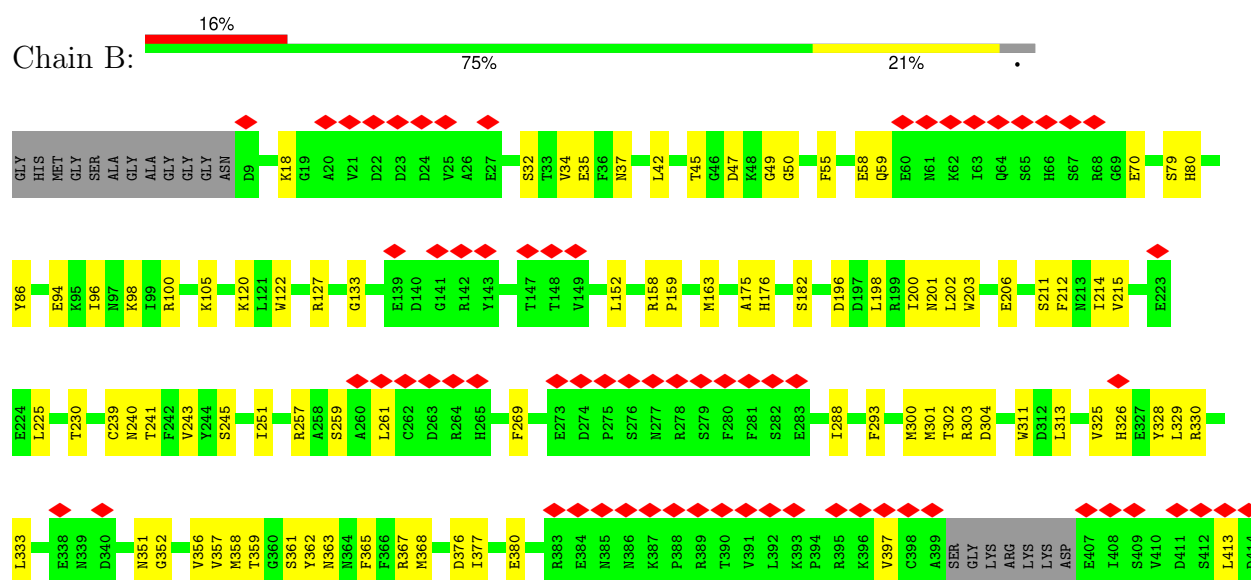 16%
Chain B:
75% 21% •
GLY HIS MET GLY SER ALA GLY ALA GLY GLY GLY ASN D9 K18 G19 A20 V21 D22 D23 D24 V25 A26 E27 S32 T33 V34 E35 F36 N37 L42 T45 G46 D47 K48 G49 G50 F55 E58 Q59 E60 N61 K62 I63 Q64 S65 H66 S67 R68 G69 E70 S79 H80
Y86 E94 K95 I96 N97 K98 I99 R100 K105 K120 L121 W122 R127 G133 E139 D140 G141 R142 Y143 T147 T148 V149 L152 R158 P159 M163 A175 H176 S182 D196 D197 L198 R199 I200 N201 L202 W203 E206 S211 F212 N213 I214 V215 E223
E224 L225 T230 C239 N240 T241 F242 V243 Y244 S245 I251 R257 A258 S259 A260 L261 C262 D263 R264 H265 F269 E273 D274 P275 S276 N277 R278 S279 F280 F281 S282 E283 I288 F293 M300 M301 T302 R303 D304 W311 D312 L313 V325 H326 E327 Y328 L329 R330
L333 E338 N339 D340 N351 G352 V356 V357 M358 T359 G360 S361 Y362 N363 N364 F365 F366 R367 M368 D376 I377 E380 R383 E384 N385 N386 K387 P388 R389 T390 V391 L392 K393 P394 R395 K396 V397 C398 A399 SER GLY LYS ARG LYS LYS ASP E407 I408 S409 V410 D411 S412 L413